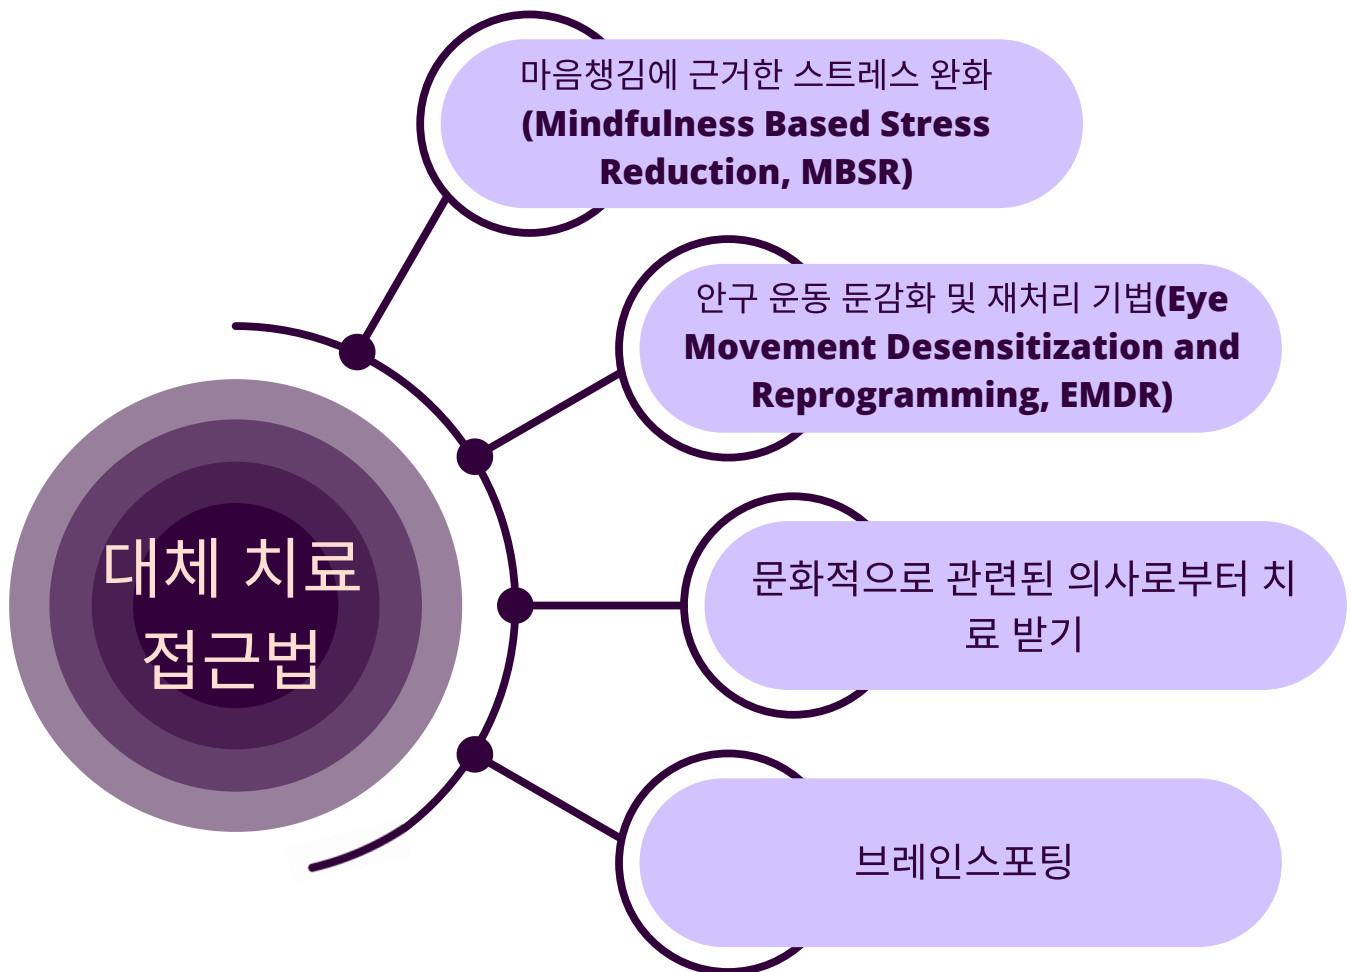 마음챙김에 근거한 스트레스 완화
(Mindfulness Based Stress
Reduction, MBSR)
안구 운동 둔감화 및 재처리 기법(Eye
Movement Desensitization and
Reprogramming, EMDR)
대체 치료
접근법
문화적으로 관련된 의사로부터 치
료 받기
브레인스포팅